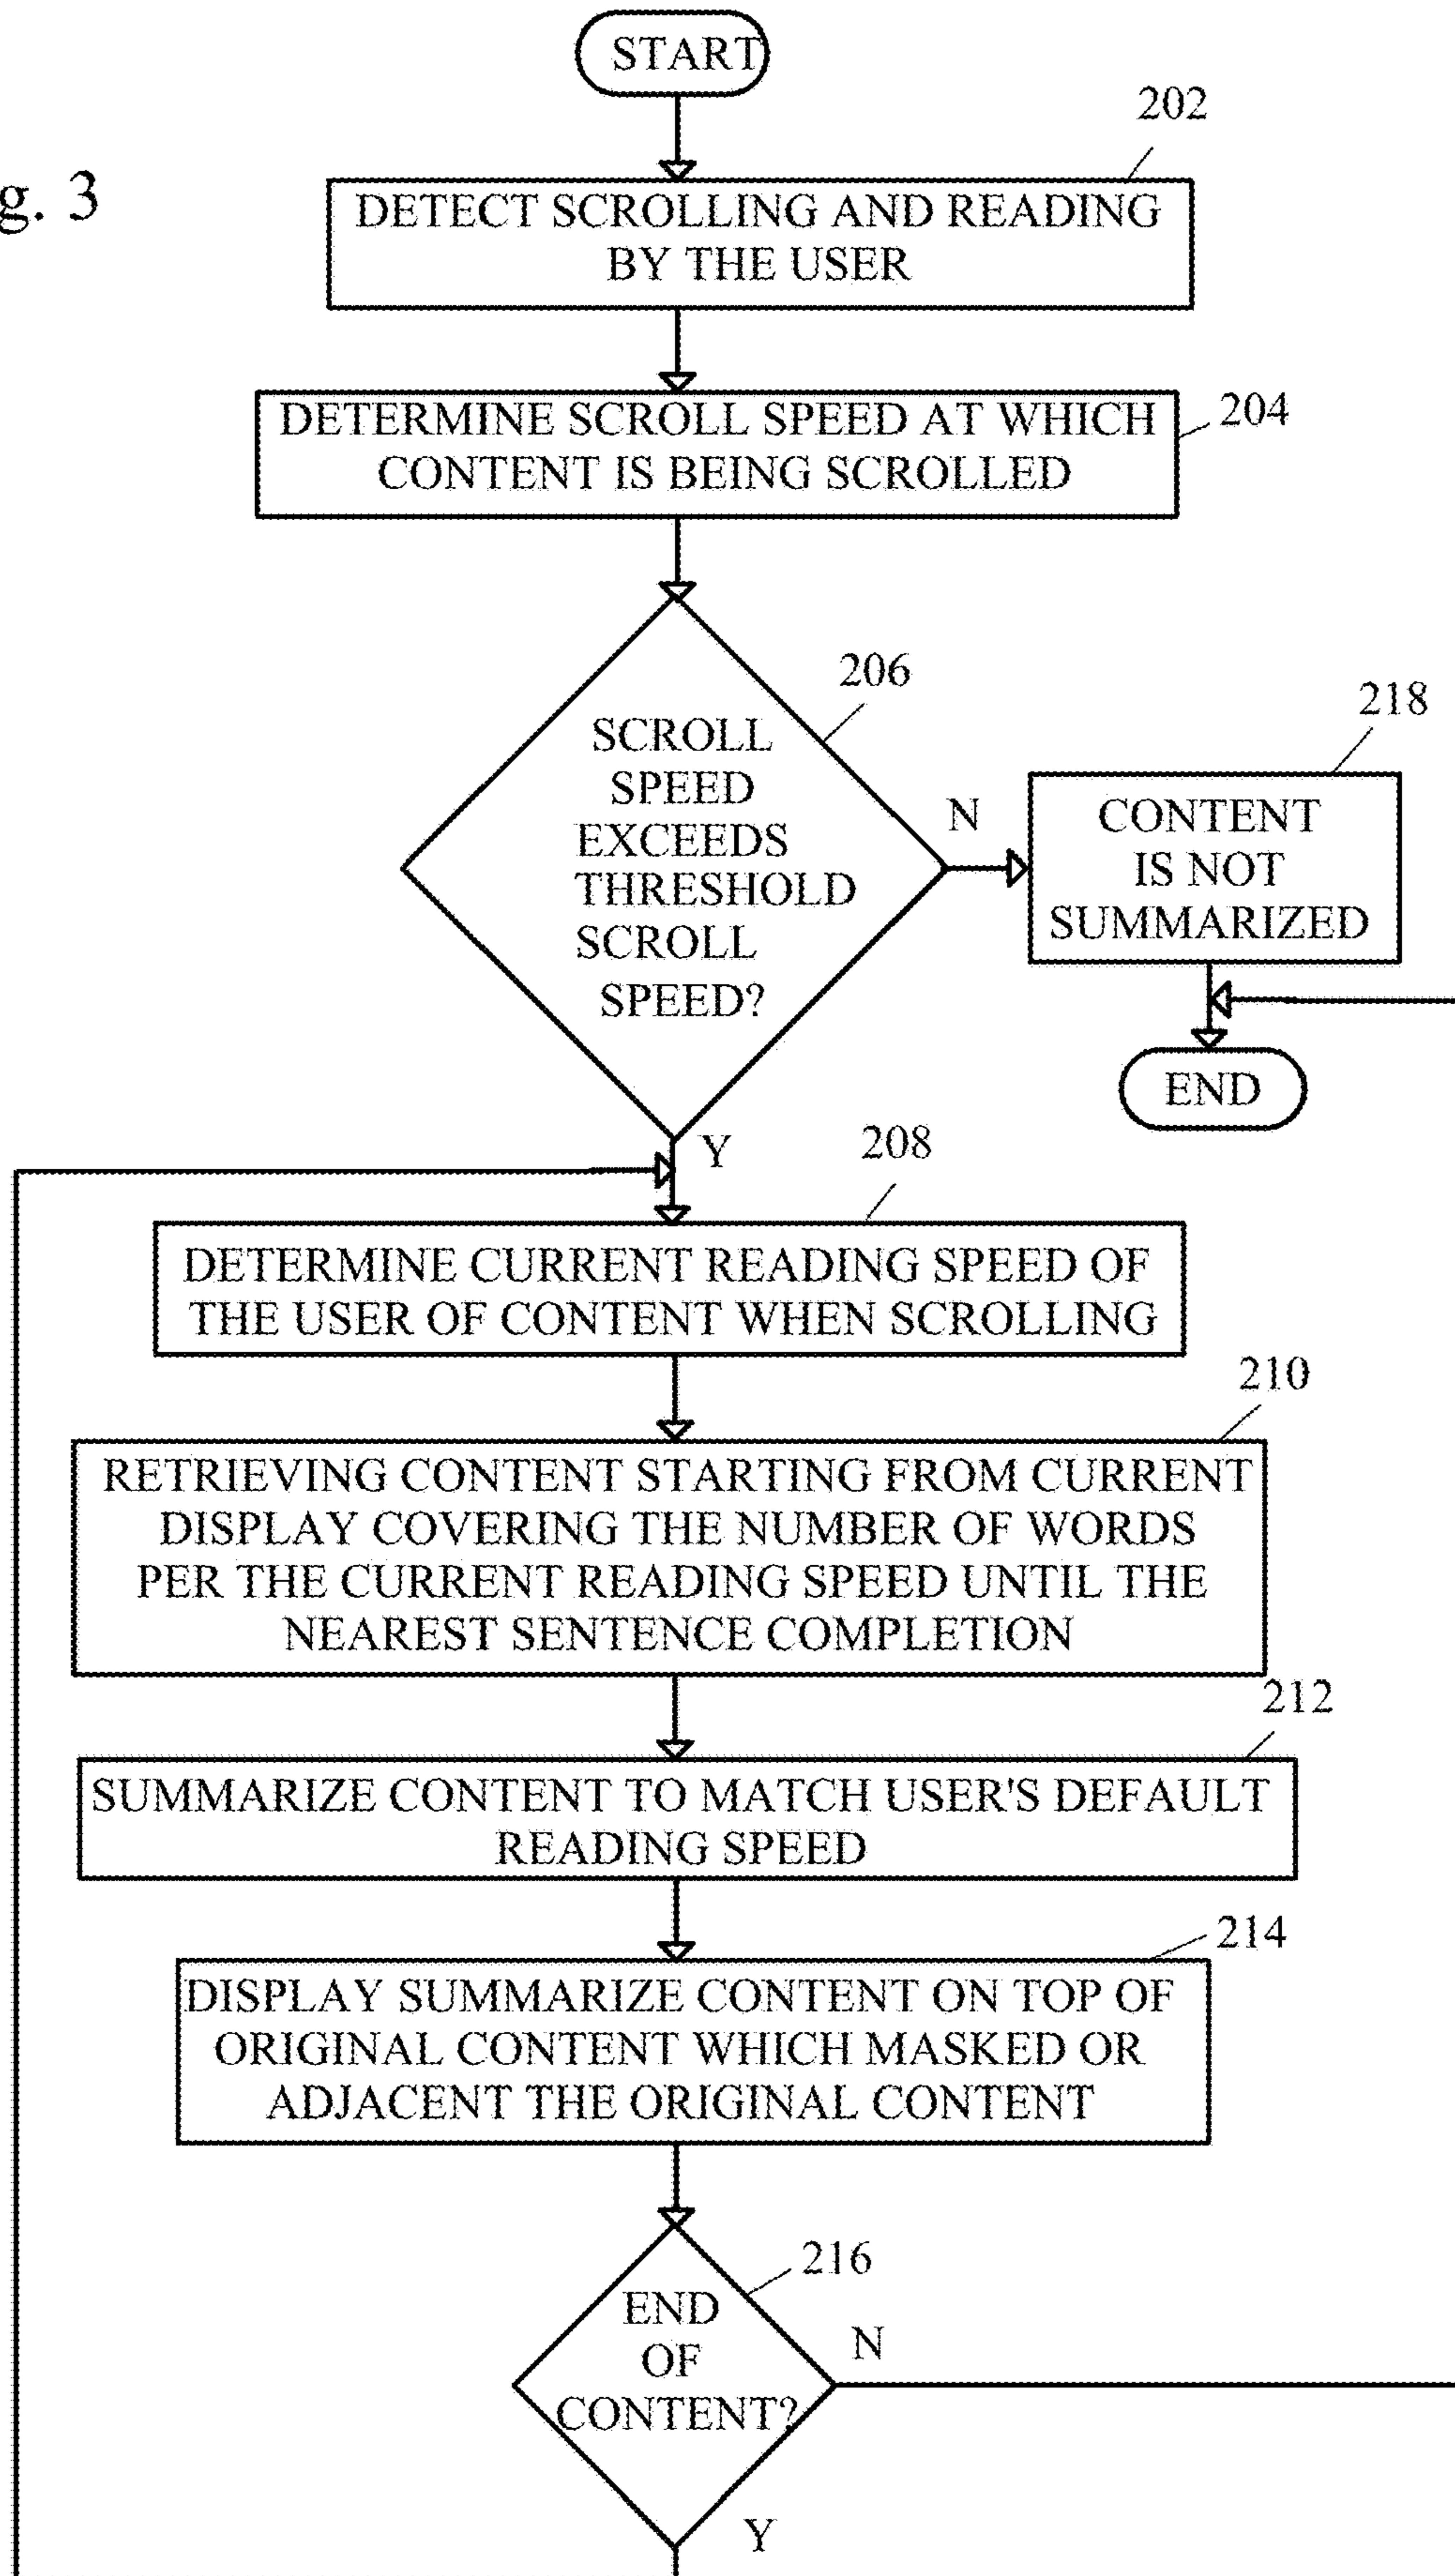 START
202
g. 3
DETECT SCROLLING AND READING
BY THE USER
DETERMINE SCROLL SPEED AT WHICH
CONTENT IS BEING SCROLLED
204
206
SCROLL
SPEED
EXCEEDS
THRESHOLD
SCROLL
SPEED?
N
218
CONTENT
IS NOT
SUMMARIZED
END
Y
208
DETERMINE CURRENT READING SPEED OF
THE USER OF CONTENT WHEN SCROLLING
210
RETRIEVING CONTENT STARTING FROM CURRENT
DISPLAY COVERING THE NUMBER OF WORDS
PER THE CURRENT READING SPEED UNTIL THE
NEAREST SENTENCE COMPLETION
212
SUMMARIZE CONTENT TO MATCH USER'S DEFAULT
READING SPEED
214
DISPLAY SUMMARIZE CONTENT ON TOP OF
ORIGINAL CONTENT WHICH MASKED OR
ADJACENT THE ORIGINAL CONTENT
216
END
OF
CONTENT?
N
Y